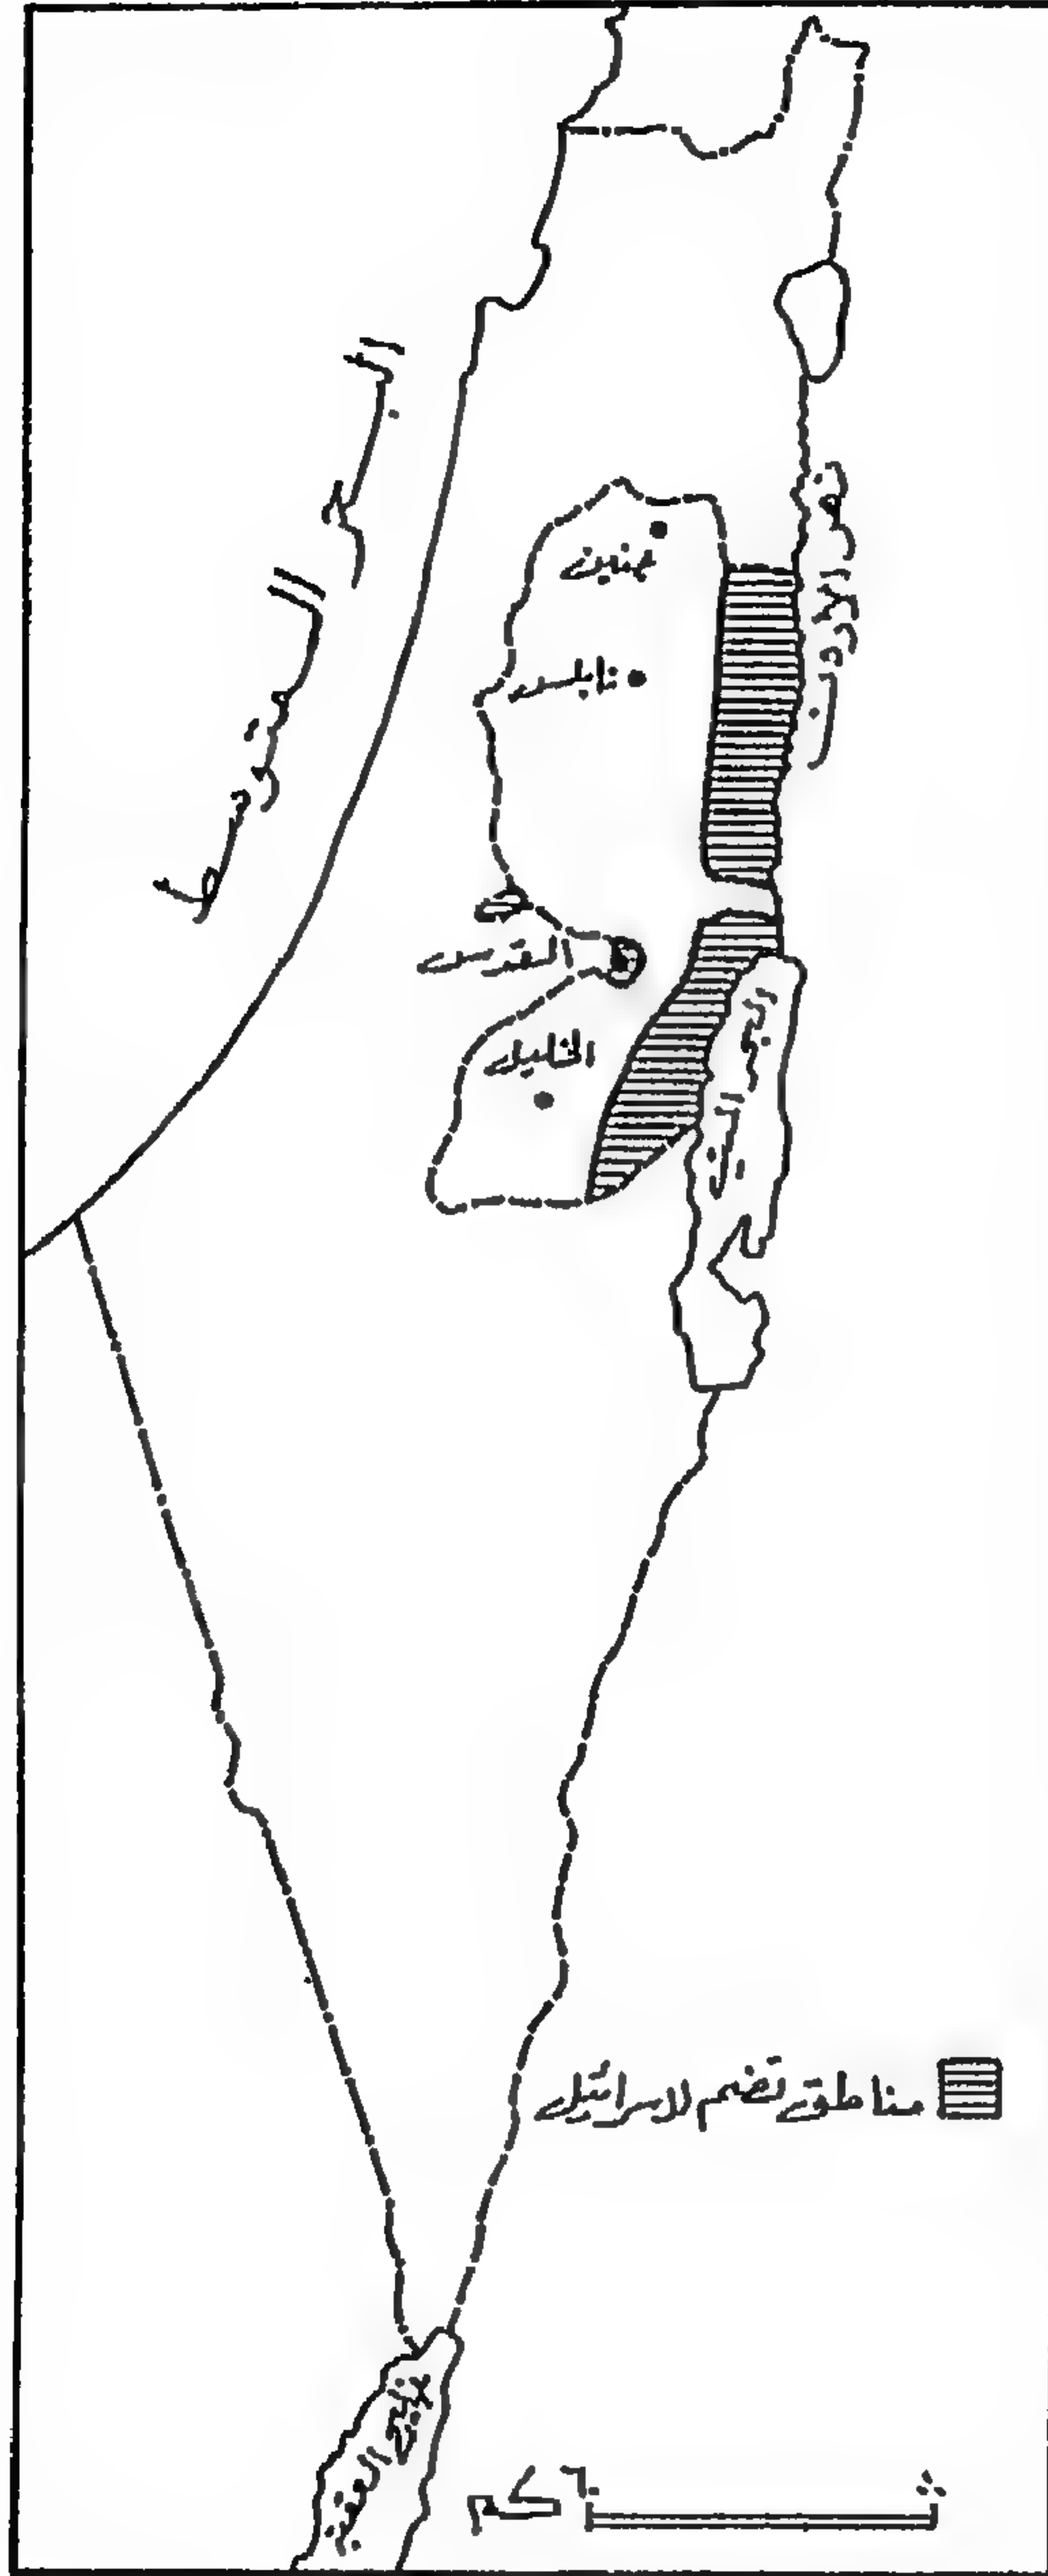 البحر المتوسط
نهر الأردن
جنين
نابلس
القدس
الخليل
البحر الميت
مناطق تضم لاسرائيل
خليج العقبة
٦٠ كم